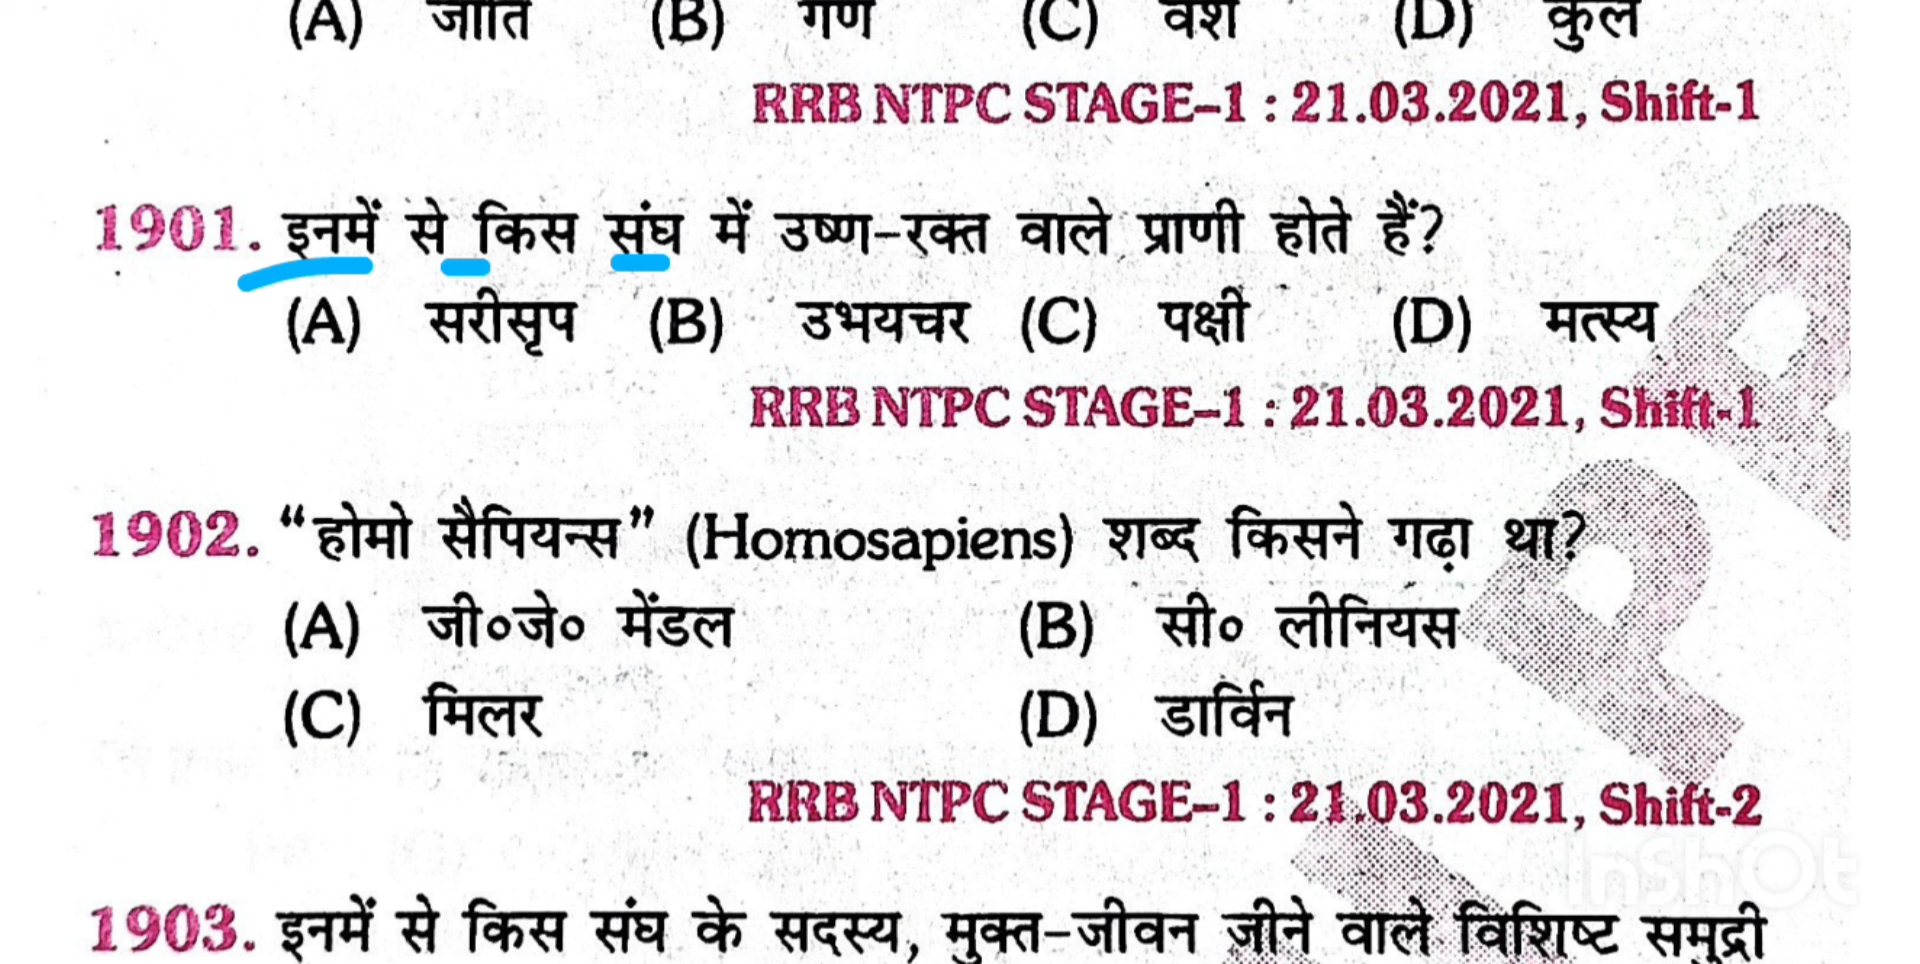 (A) जाति (B) गण (C) वंश (D) कुल
RRB NTPC STAGE-1 : 21.03.2021, Shift-1
1901. इनमें से किस संघ में उष्ण-रक्त वाले प्राणी होते हैं?
(A) सरीसृप (B) उभयचर (C) पक्षी (D) मत्स्य
RRB NTPC STAGE-1 : 21.03.2021, Shift-1
1902. “होमो सैपियन्स” (Homosapiens) शब्द किसने गढ़ा था?
(A) जी०जे० मेंडल (B) सी० लीनियस
(C) मिलर (D) डार्विन
RRB NTPC STAGE-1 : 21.03.2021, Shift-2
InShOt
1903. इनमें से किस संघ के सदस्य, मुक्त-जीवन जीने वाले विशिष्ट समुद्री